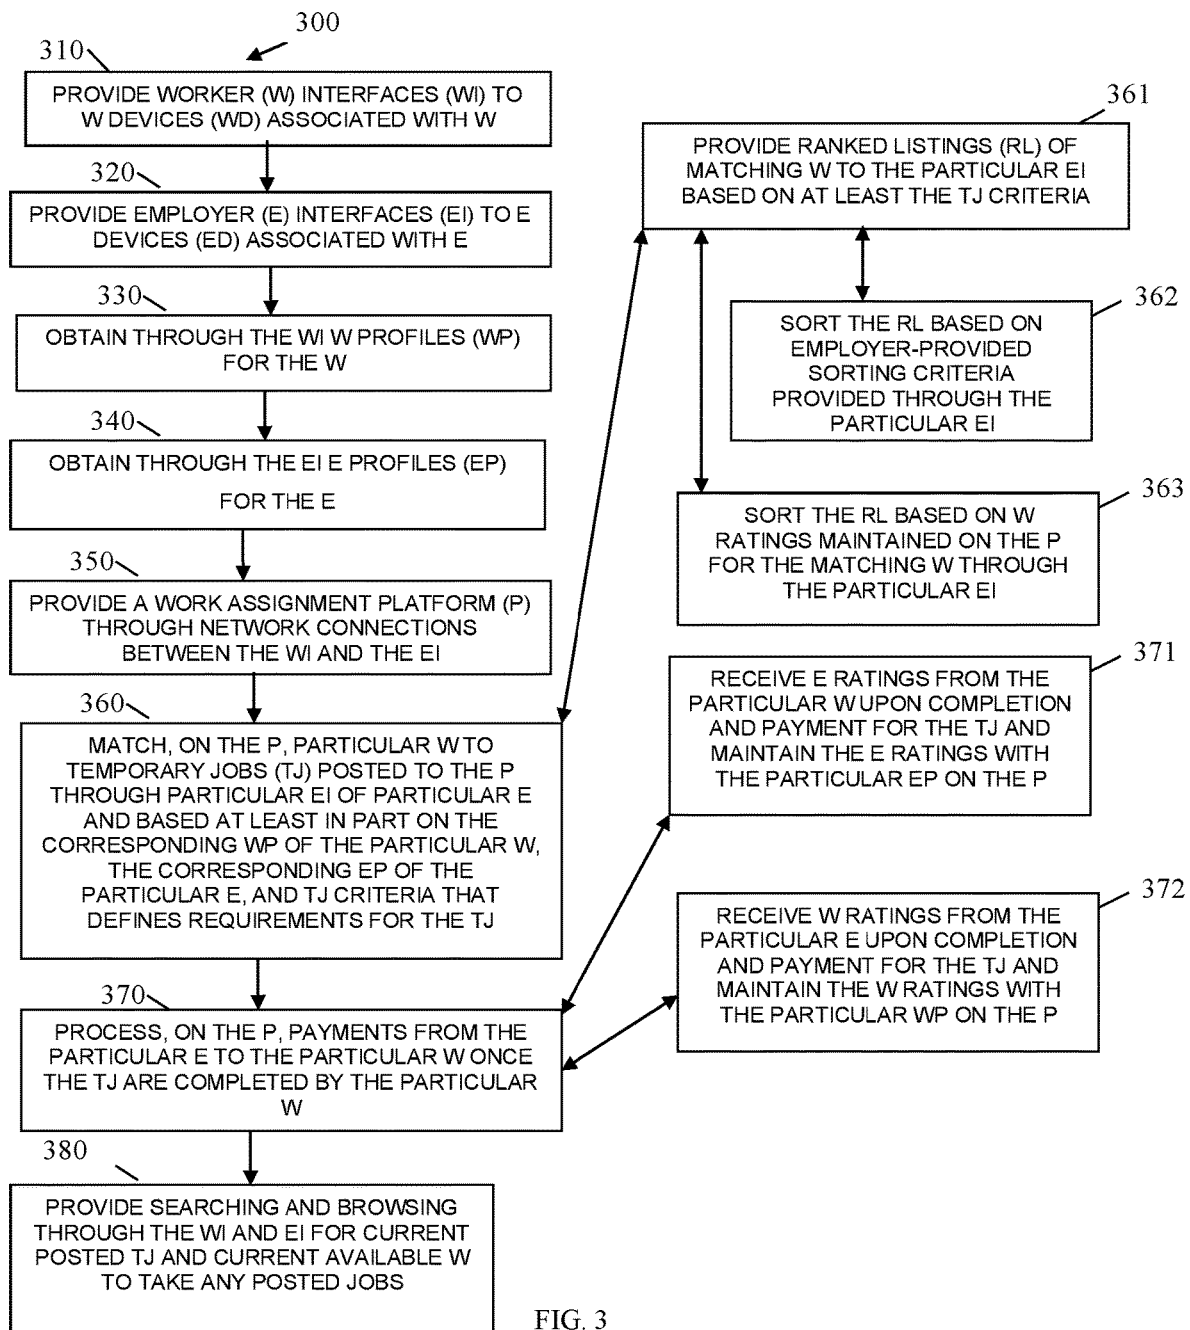 300
310
PROVIDE WORKER (W) INTERFACES (WI) TO
W DEVICES (WD) ASSOCIATED WITH W
320
PROVIDE EMPLOYER (E) INTERFACES (EI) TO E
DEVICES (ED) ASSOCIATED WITH E
330
OBTAIN THROUGH THE WI W PROFILES (WP)
FOR THE W
340
OBTAIN THROUGH THE EI E PROFILES (EP)
FOR THE E
350
PROVIDE A WORK ASSIGNMENT PLATFORM (P)
THROUGH NETWORK CONNECTIONS
BETWEEN THE WI AND THE EI
360
MATCH, ON THE P, PARTICULAR W TO
TEMPORARY JOBS (TJ) POSTED TO THE P
THROUGH PARTICULAR EI OF PARTICULAR E
AND BASED AT LEAST IN PART ON THE
CORRESPONDING WP OF THE PARTICULAR W,
THE CORRESPONDING EP OF THE
PARTICULAR E, AND TJ CRITERIA THAT
DEFINES REQUIREMENTS FOR THE TJ
370
PROCESS, ON THE P, PAYMENTS FROM THE
PARTICULAR E TO THE PARTICULAR W ONCE
THE TJ ARE COMPLETED BY THE PARTICULAR
W
380
PROVIDE SEARCHING AND BROWSING
THROUGH THE WI AND EI FOR CURRENT
POSTED TJ AND CURRENT AVAILABLE W
TO TAKE ANY POSTED JOBS
361
PROVIDE RANKED LISTINGS (RL) OF
MATCHING W TO THE PARTICULAR EI
BASED ON AT LEAST THE TJ CRITERIA
362
SORT THE RL BASED ON
EMPLOYER-PROVIDED
SORTING CRITERIA
PROVIDED THROUGH THE
PARTICULAR EI
363
SORT THE RL BASED ON W
RATINGS MAINTAINED ON THE P
FOR THE MATCHING W THROUGH
THE PARTICULAR EI
371
RECEIVE E RATINGS FROM THE
PARTICULAR W UPON COMPLETION
AND PAYMENT FOR THE TJ AND
MAINTAIN THE E RATINGS WITH
THE PARTICULAR EP ON THE P
372
RECEIVE W RATINGS FROM THE
PARTICULAR E UPON COMPLETION
AND PAYMENT FOR THE TJ AND
MAINTAIN THE W RATINGS WITH
THE PARTICULAR WP ON THE P
FIG. 3